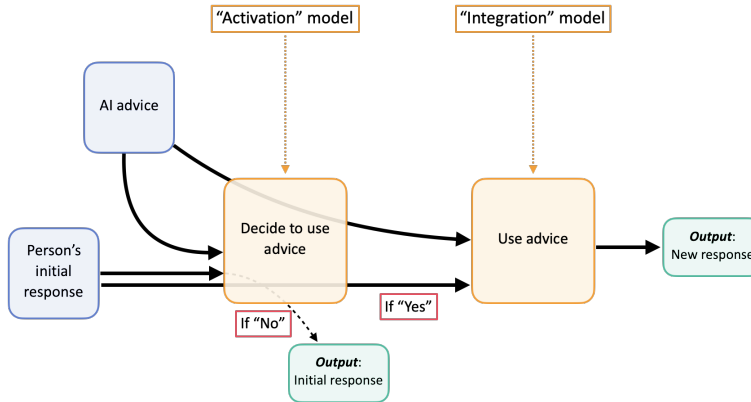 “Activation” model
“Integration” model
AI advice
Decide to use
advice
Use advice
Person’s
initial
response
Output:
New response
If “Yes”
If “No”
Output:
Initial response